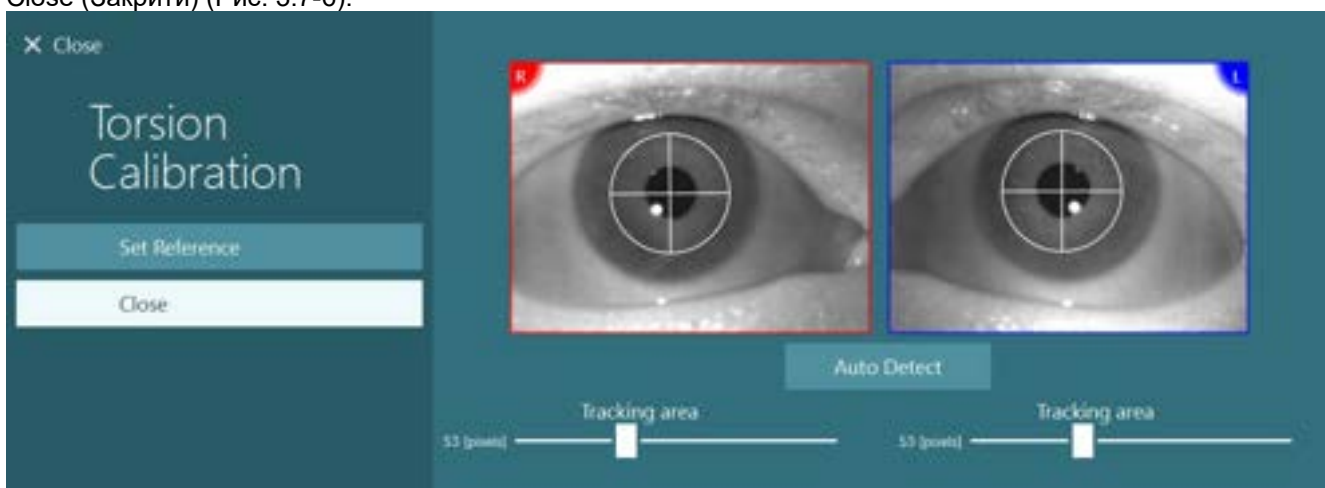 Close (Закрити) (Рис. 3.7-6).
X Close
Torsion
Calibration
Set Reference
Close
R
L
Auto Detect
Tracking area
Tracking area
53 [pixels]
53 [pixels]